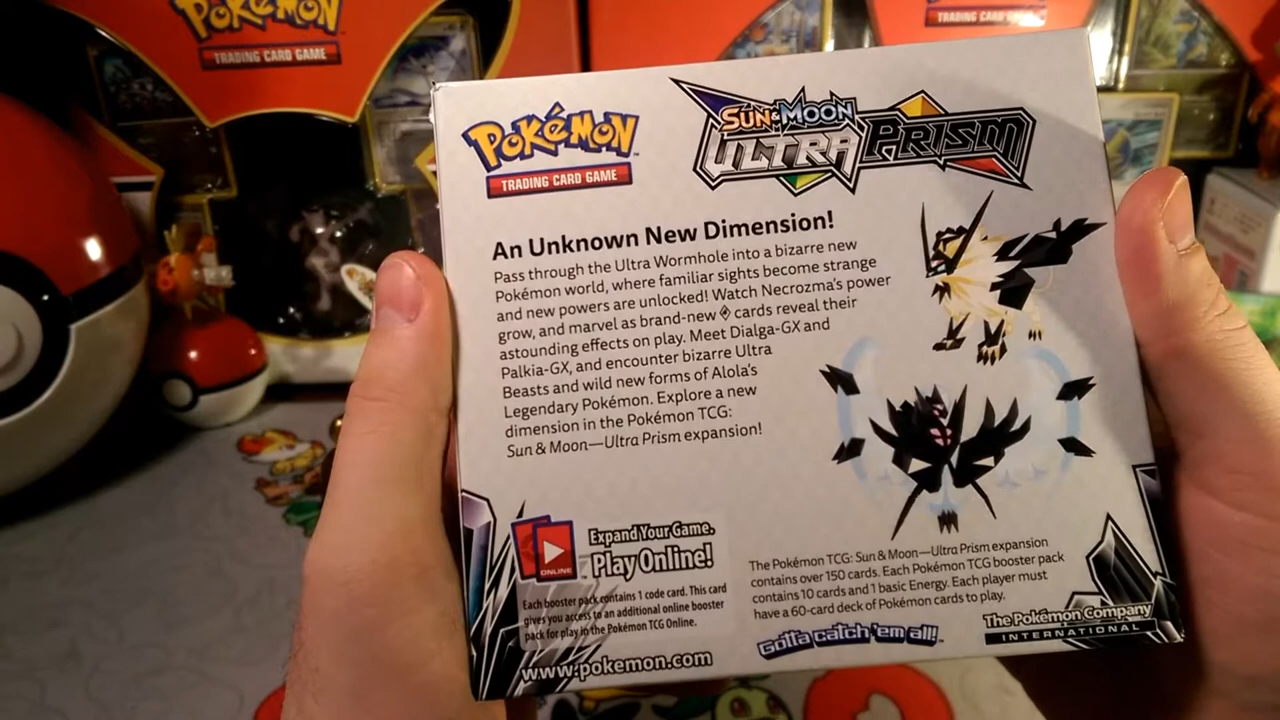 Pokémon
TRADING CARD GAME
TRADING CARD GAME
Pokémon
TRADING CARD GAME
SUN & MOON
ULTRA PRISM
An Unknown New Dimension!
Pass through the Ultra Wormhole into a bizarre new
Pokémon world, where familiar sights become strange
and new powers are unlocked! Watch Necrozma's power
grow, and marvel as brand-new ◈ cards reveal their
astounding effects on play. Meet Dialga-GX and
Palkia-GX, and encounter bizarre Ultra
Beasts and wild new forms of Alola's
Legendary Pokémon. Explore a new
dimension in the Pokémon TCG:
Sun & Moon—Ultra Prism expansion!
ONLINE
Expand Your Game.
Play Online!
Each booster pack contains 1 code card. This card
gives you access to an additional online booster
pack for play in the Pokémon TCG Online.
www.pokemon.com
The Pokémon TCG: Sun & Moon—Ultra Prism expansion
contains over 150 cards. Each Pokémon TCG booster pack
contains 10 cards and 1 basic Energy. Each player must
have a 60-card deck of Pokémon cards to play.
Gotta catch 'em all!
The Pokémon Company
INTERNATIONAL